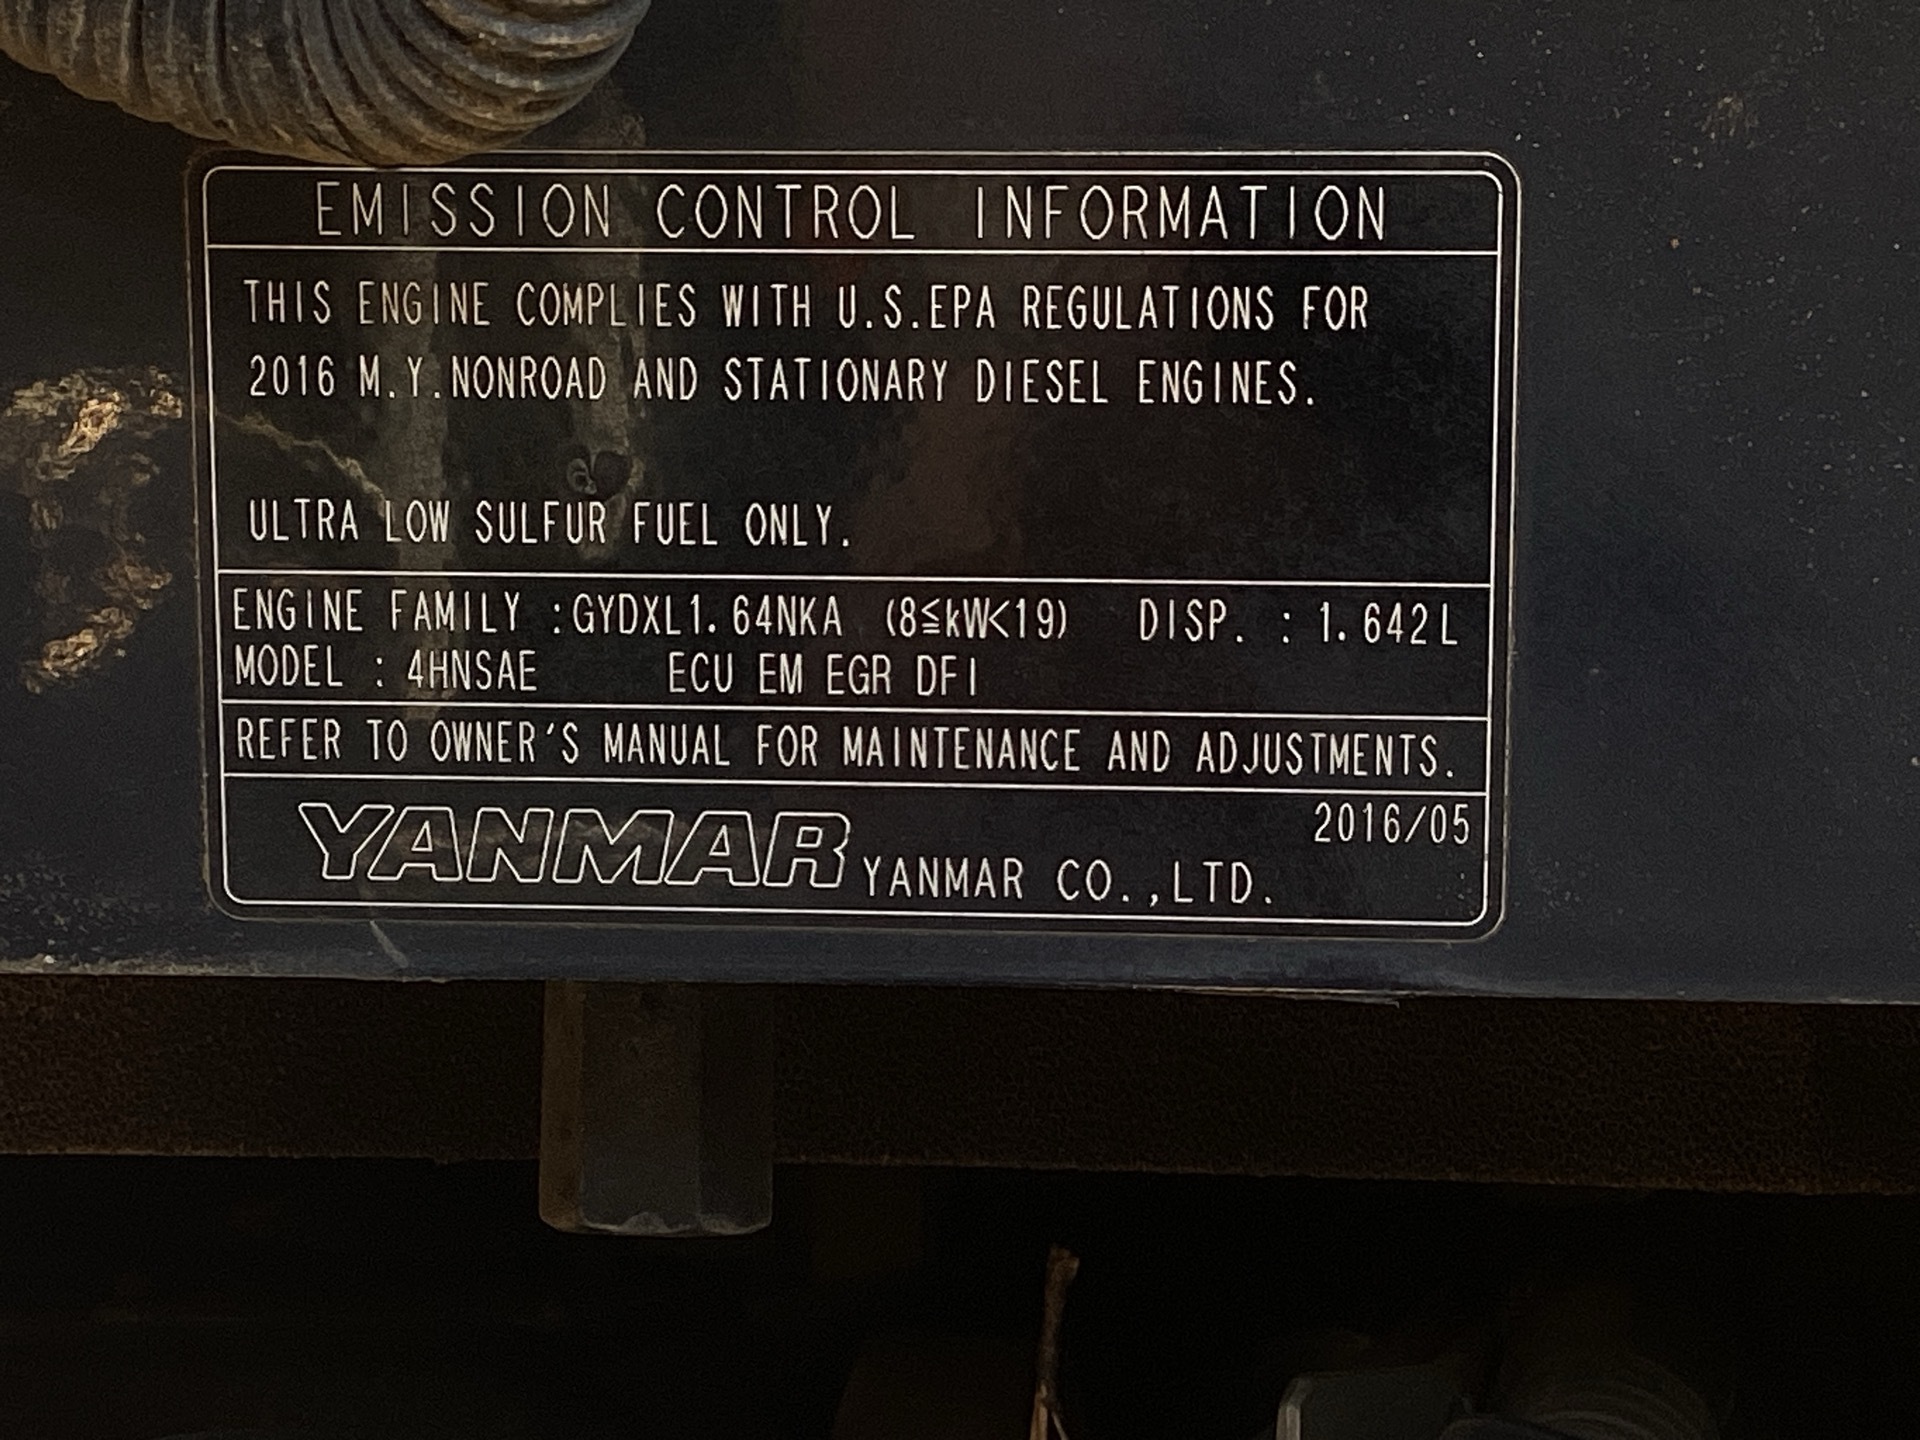 EMISSION CONTROL INFORMATION
THIS ENGINE COMPLIES WITH U.S.EPA REGULATIONS FOR
2016 M.Y.NONROAD AND STATIONARY DIESEL ENGINES.
ULTRA LOW SULFUR FUEL ONLY.
ENGINE FAMILY :GYDXL1.64NKA (8≦kW<19) DISP. : 1.642L
MODEL : 4HNSAE ECU EM EGR DFI
REFER TO OWNER'S MANUAL FOR MAINTENANCE AND ADJUSTMENTS.
2016/05
YANMAR YANMAR CO.,LTD.